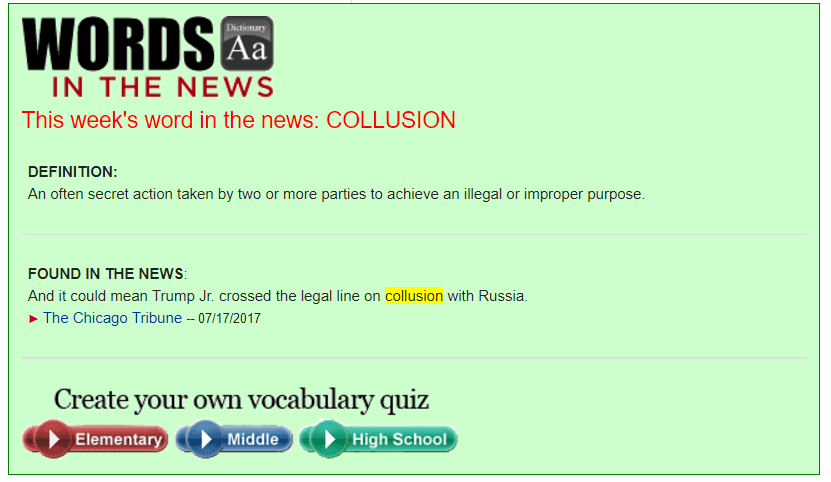 WORDS
Dictionary
Aa
IN THE NEWS
This week's word in the news: COLLUSION
DEFINITION:
An often secret action taken by two or more parties to achieve an illegal or improper purpose.
FOUND IN THE NEWS:
And it could mean Trump Jr. crossed the legal line on collusion with Russia.
► The Chicago Tribune -- 07/17/2017
Create your own vocabulary quiz
Elementary Middle High School